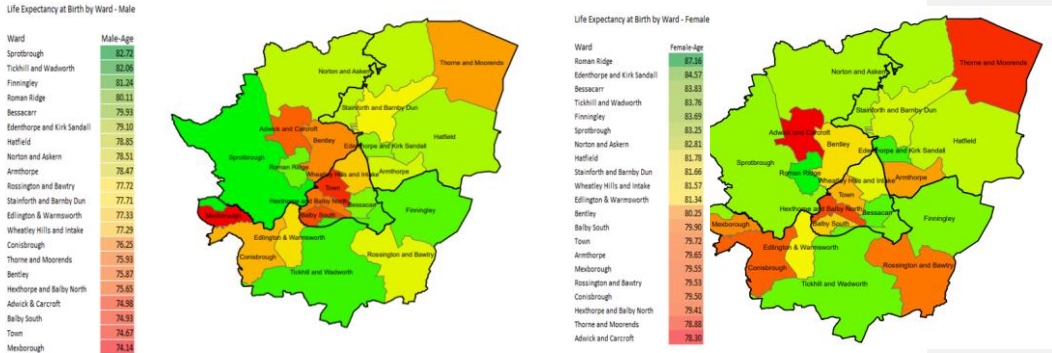 Life Expectancy at Birth by Ward - Male
Ward Male-Age
Sprotbrough 82.72
Tickhill and Wadworth 82.06
Finningley 81.24
Roman Ridge 80.11
Bessacarr 79.93
Edenthorpe and Kirk Sandall 79.10
Hatfield 78.85
Norton and Askern 78.51
Armthorpe 78.47
Rossington and Bawtry 77.72
Stainforth and Barnby Dun 77.71
Edlington & Warmsworth 77.33
Wheatley Hills and Intake 77.29
Conisbrough 76.25
Thorne and Moorends 75.93
Bentley 75.87
Hexthorpe and Balby North 75.65
Adwick & Carcroft 74.98
Balby South 74.93
Town 74.67
Mexborough 74.14
Thorne and Moorends
Norton and Askern
Stainforth and Barnby Dun
Adwick and Carcroft
Bentley
Hatfield
Edenthorpe and Kirk Sandall
Sprotbrough
Roman Ridge
Wheatley Hills and Intake
Armthorpe
Town
Hexthorpe and Balby North
Mexborough
Balby South
Bessacarr
Finningley
Edlington & Warmsworth
Conisbrough
Rossington and Bawtry
Tickhill and Wadworth
Life Expectancy at Birth by Ward - Female
Ward Female-Age
Roman Ridge 87.16
Edenthorpe and Kirk Sandall 84.57
Bessacarr 83.83
Tickhill and Wadworth 83.76
Finningley 83.69
Sprotbrough 83.25
Norton and Askern 82.81
Hatfield 81.78
Stainforth and Barnby Dun 81.66
Wheatley Hills and Intake 81.57
Edlington & Warmsworth 81.34
Bentley 80.25
Balby South 79.90
Town 79.72
Armthorpe 79.65
Mexborough 79.55
Rossington and Bawtry 79.53
Conisbrough 79.50
Hexthorpe and Balby North 79.41
Thorne and Moorends 78.88
Adwick and Carcroft 78.30
Thorne and Moorends
Norton and Askern
Stainforth and Barnby Dun
Adwick and Carcroft
Bentley
Hatfield
Edenthorpe and Kirk Sandall
Sprotbrough
Roman Ridge
Wheatley Hills and Intake
Armthorpe
Town
Hexthorpe and Balby North
Mexborough
Balby South
Bessacarr
Finningley
Edlington & Warmsworth
Conisbrough
Rossington and Bawtry
Tickhill and Wadworth